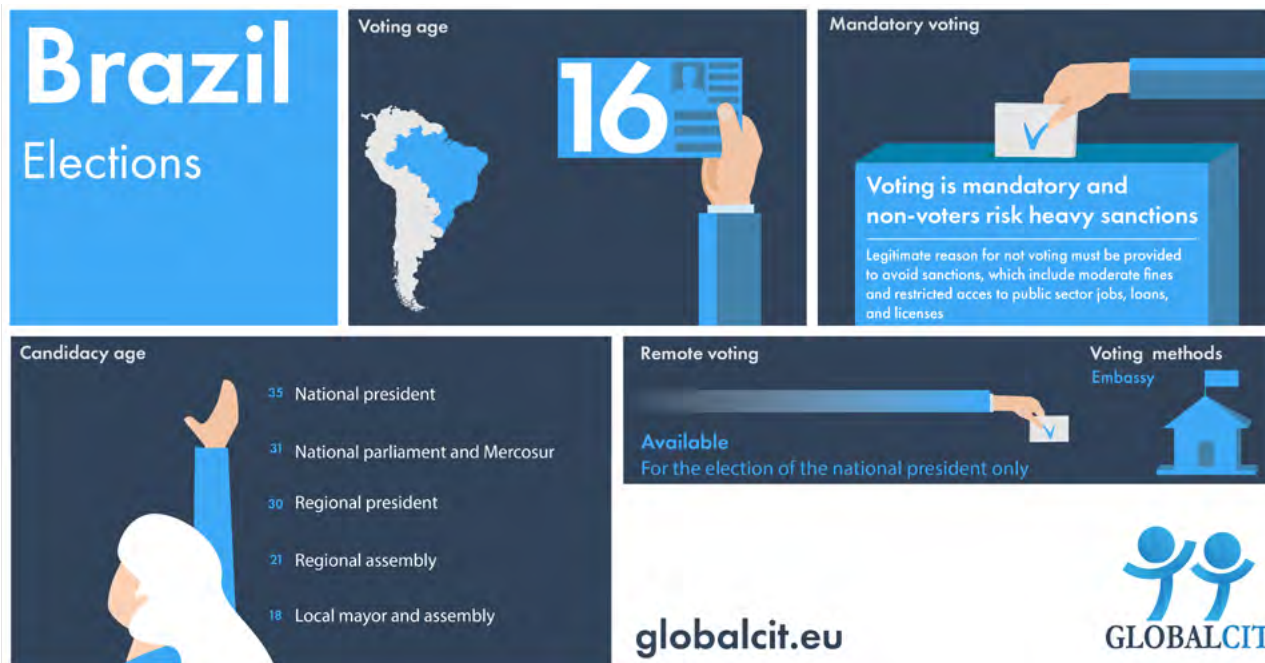 Brazil
Elections
Voting age
16
Mandatory voting
Voting is mandatory and
non-voters risk heavy sanctions
Legitimate reason for not voting must be provided
to avoid sanctions, which include moderate fines
and restricted acces to public sector jobs, loans,
and licenses
Candidacy age
35 National president
31 National parliament and Mercosur
30 Regional president
21 Regional assembly
18 Local mayor and assembly
Remote voting
Available
For the election of the national president only
Voting methods
Embassy
globalcit.eu
GLOBALCIT